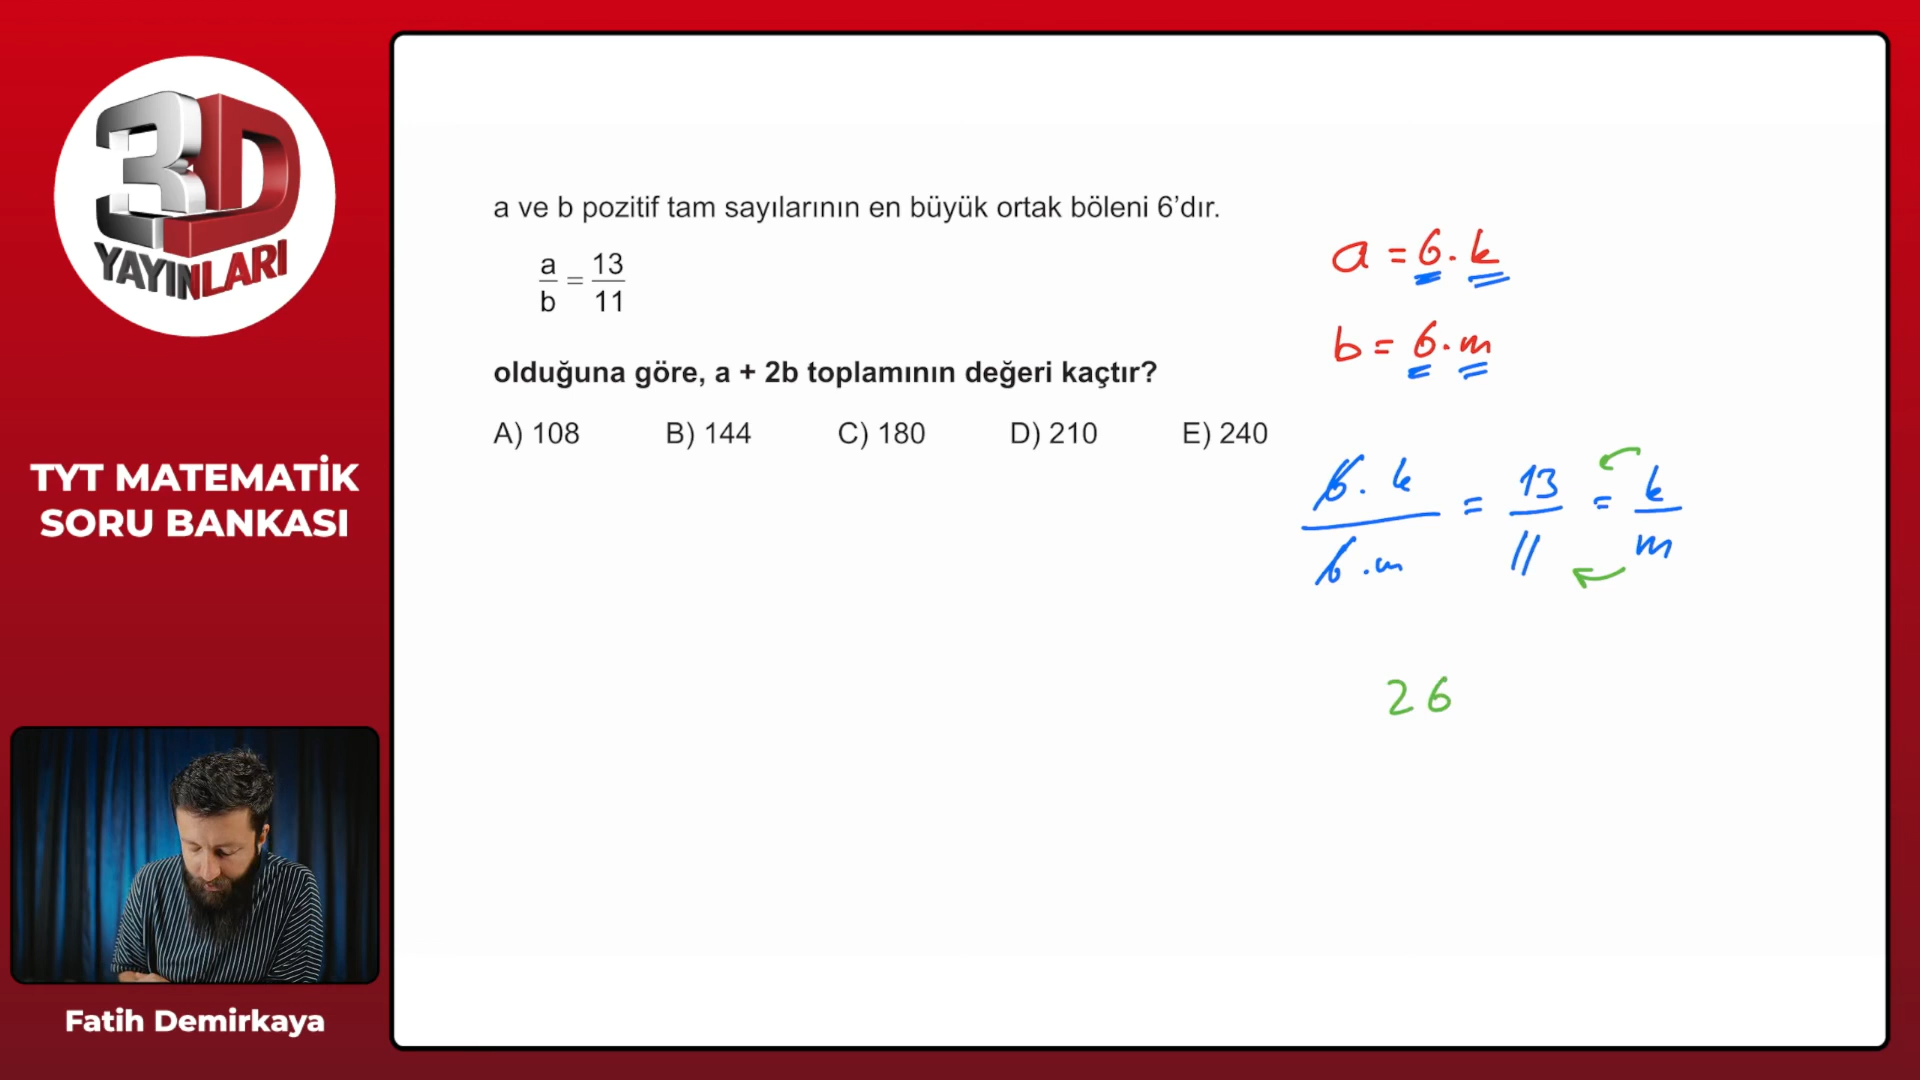 3D
YAYINLARI
TYT MATEMATİK
SORU BANKASI
Fatih Demirkaya
a ve b pozitif tam sayılarının en büyük ortak böleni 6’dır.
a/b = 13/11
olduğuna göre, a + 2b toplamının değeri kaçtır?
A) 108 B) 144 C) 180 D) 210 E) 240
a = 6 . k
b = 6 . m
6 . k / 6 . m = 13 / 11 = k / m
26